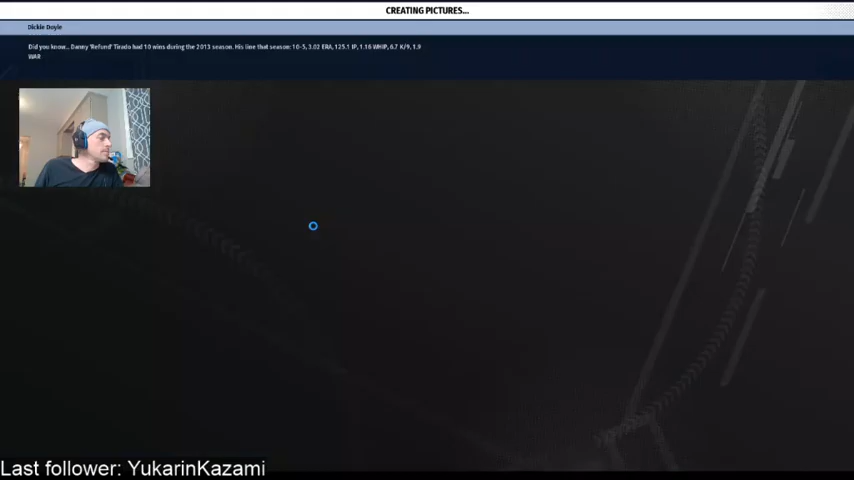 CREATING PICTURES...
Dickie Doyle
Did you know... Danny 'Refund' Tirado had 10 wins during the 2013 season. His line that season: 10-5, 3.02 ERA, 125.1 IP, 1.16 WHIP, 6.7 K/9, 1.9
WAR
Last follower: YukarinKazami